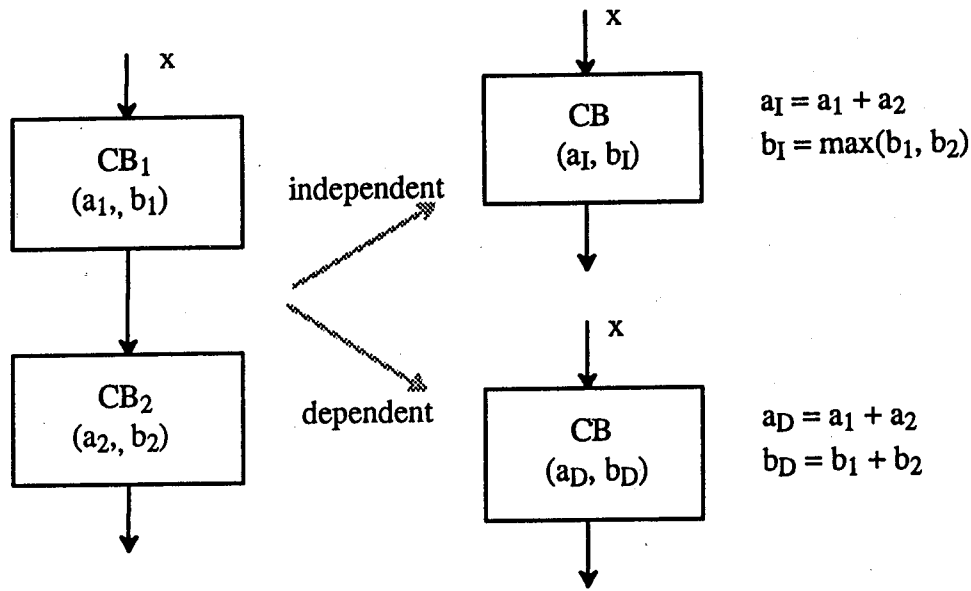 x
CB₁
(a₁,, b₁)
CB₂
(a₂,, b₂)
independent
dependent
x
CB
(a_I, b_I)
a_I = a₁ + a₂
b_I = max(b₁, b₂)
x
CB
(a_D, b_D)
a_D = a₁ + a₂
b_D = b₁ + b₂